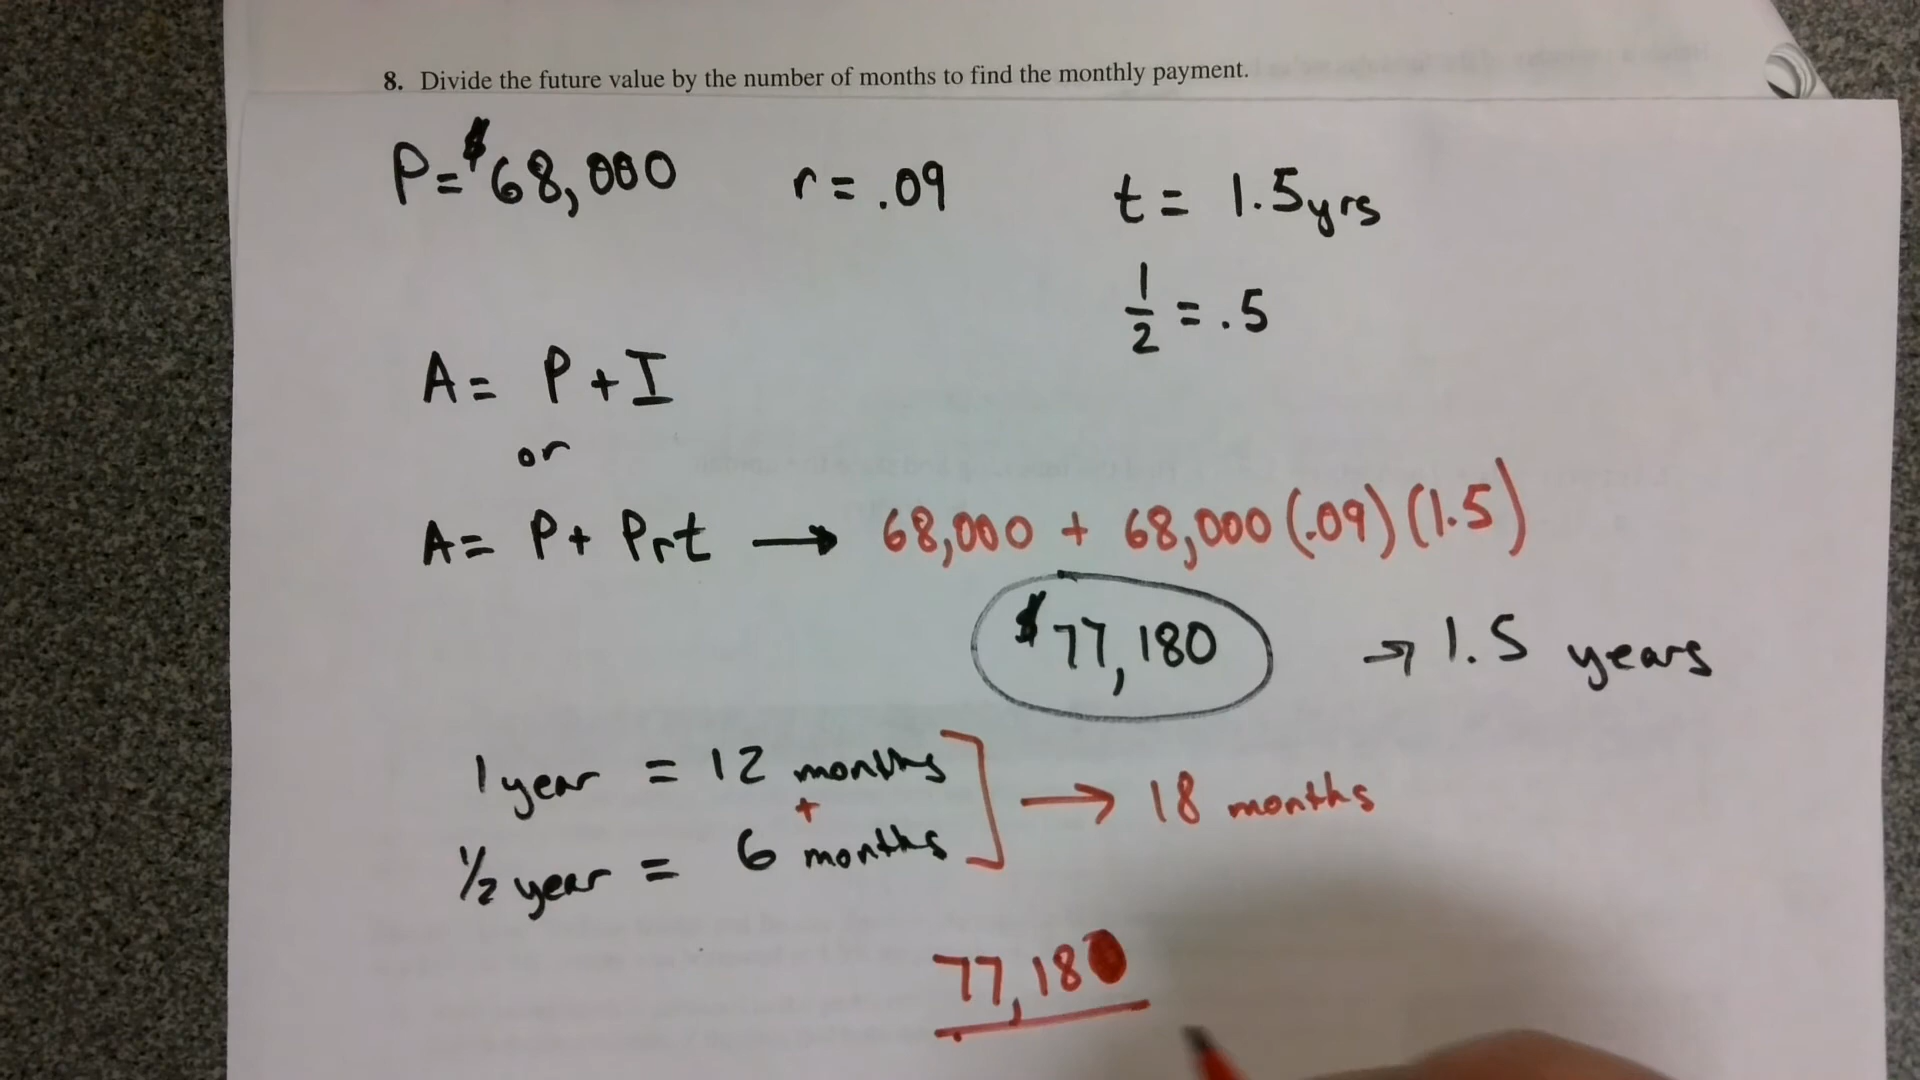 8. Divide the future value by the number of months to find the monthly payment.
P=$68,000 r=.09 t= 1.5yrs
1/2 =.5
A= P+I
or
A= P+ Prt → 68,000 + 68,000(.09)(1.5)
$77,180 → 1.5 years
1 year = 12 months
+ → 18 months
1/2 year = 6 months
77,180